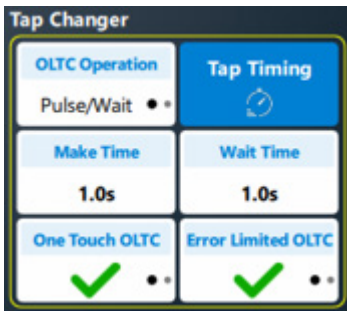 Tap Changer
OLTC Operation
Pulse/Wait
Tap Timing
Make Time
1.0s
Wait Time
1.0s
One Touch OLTC
Error Limited OLTC